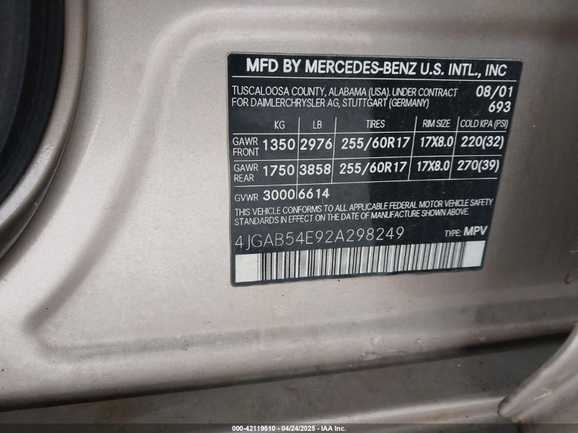 MFD BY MERCEDES-BENZ U.S. INTL., INC
TUSCALOOSA COUNTY, ALABAMA (USA). UNDER CONTRACT 08/01
FOR DAIMLERCHRYSLER AG, STUTTGART (GERMANY) 693
KG LB TIRES RIM SIZE COLD KPA (PSI)
GAWR FRONT 1350 2976 255/60R17 17X8.0 220(32)
GAWR REAR 1750 3858 255/60R17 17X8.0 270(39)
GVWR 3000 6614
THIS VEHICLE CONFORMS TO ALL APPLICABLE FEDERAL MOTOR VEHICLE SAFETY
STANDARDS IN EFFECT ON THE DATE OF MANUFACTURE SHOWN ABOVE.
4JGAB54E92A298249 TYPE: MPV
000-42119510 - 04/24/2025 - IAA Inc.